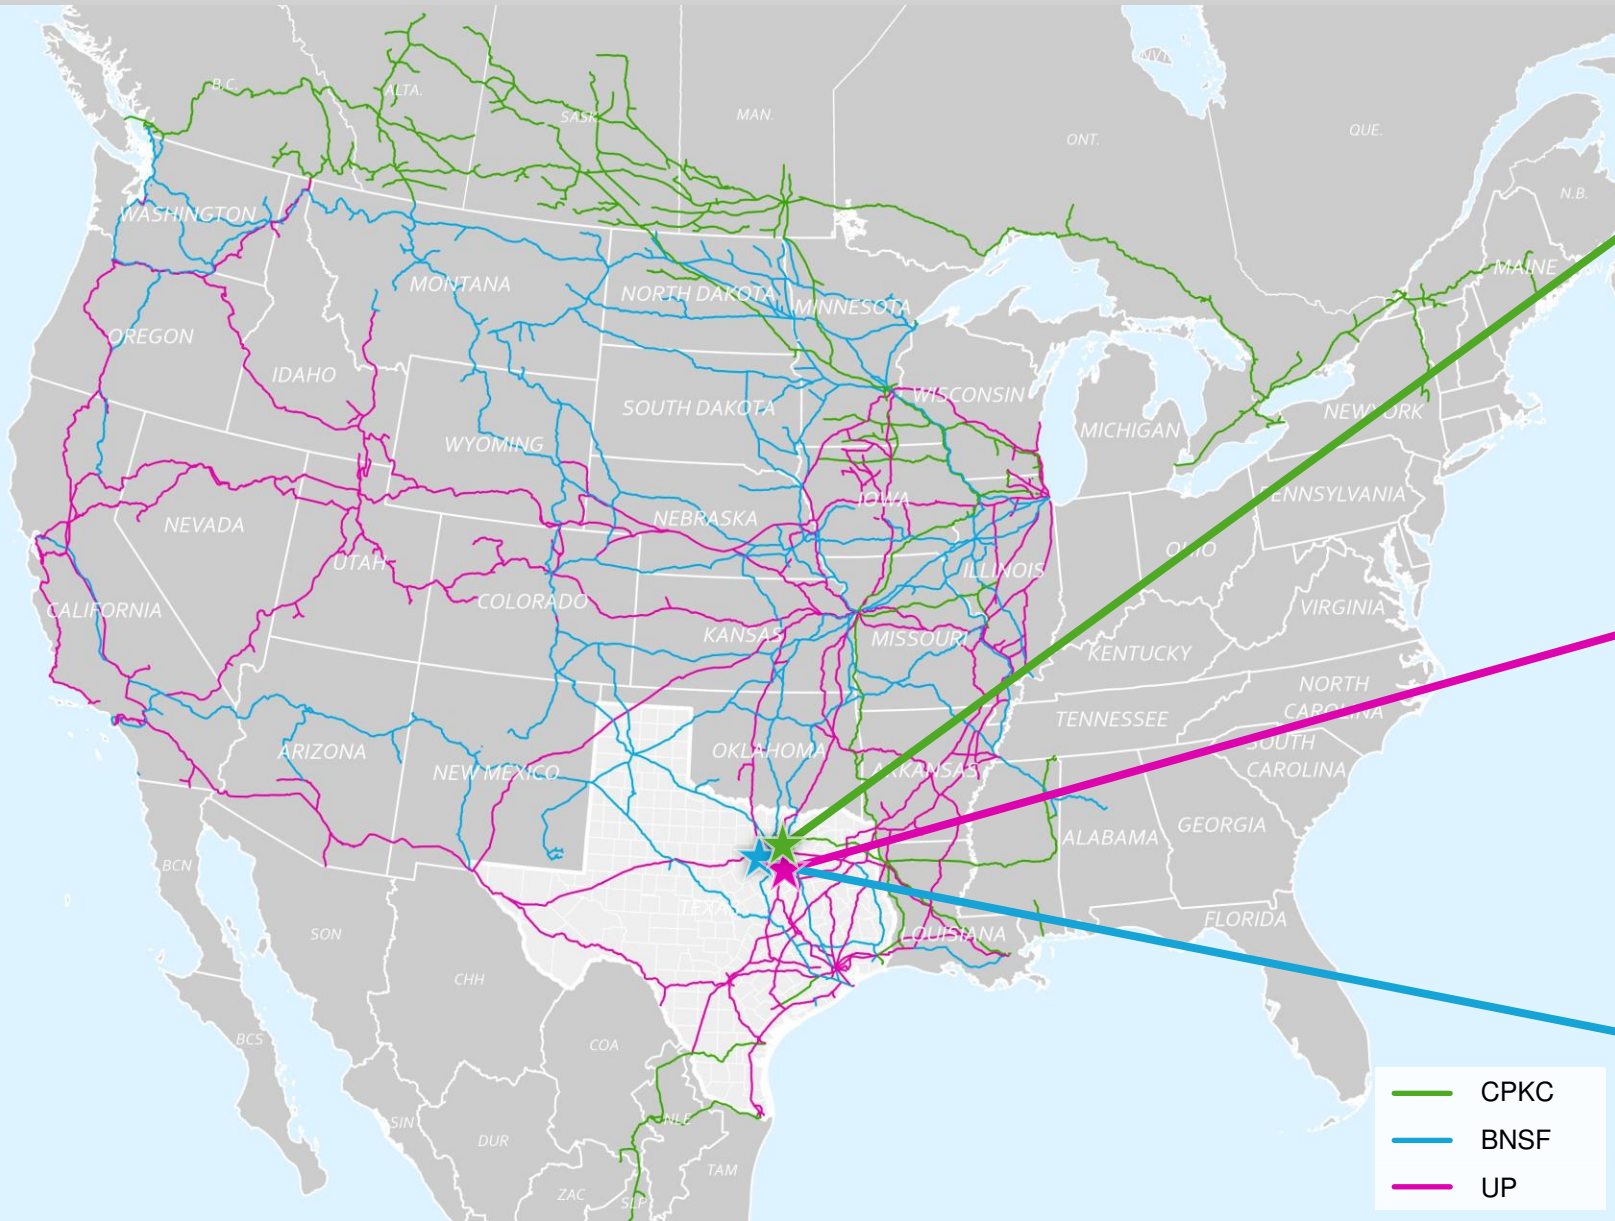 B.C.
ALTA.
SASK.
MAN.
ONT.
QUE.
N.B.
WASHINGTON
MONTANA
NORTH DAKOTA
MINNESOTA
MAINE
OREGON
IDAHO
SOUTH DAKOTA
WISCONSIN
MICHIGAN
NEW YORK
WYOMING
IOWA
PENNSYLVANIA
NEVADA
NEBRASKA
OHIO
UTAH
ILLINOIS
CALIFORNIA
COLORADO
VIRGINIA
KANSAS
MISSOURI
KENTUCKY
NORTH
CAROLINA
TENNESSEE
ARIZONA
NEW MEXICO
OKLAHOMA
ARKANSAS
SOUTH
CAROLINA
ALABAMA
GEORGIA
BCN
TEXAS
LOUISIANA
FLORIDA
SON
CHH
BCS
COA
NLE
SIN
DUR
TAM
ZAC
SLP
CPKC
BNSF
UP